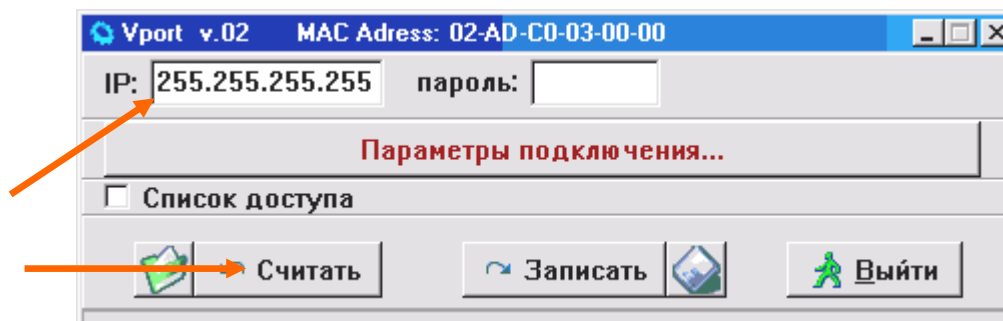 Vport v.02 MAC Adress: 02-AD-C0-03-00-00
IP: 255.255.255.255 пароль:
Параметры подключения...
Список доступа
Считать Записать Выйти